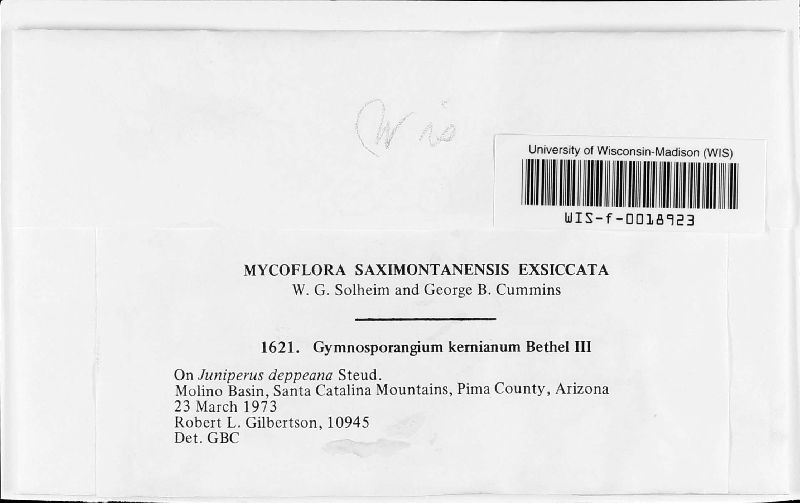 Wis
University of Wisconsin-Madison (WIS)
WIS-f-0018923
MYCOFLORA SAXIMONTANENSIS EXSICCATA
W. G. Solheim and George B. Cummins
1621. Gymnosporangium kernianum Bethel III
On Juniperus deppeana Steud.
Molino Basin, Santa Catalina Mountains, Pima County, Arizona
23 March 1973
Robert L. Gilbertson, 10945
Det. GBC